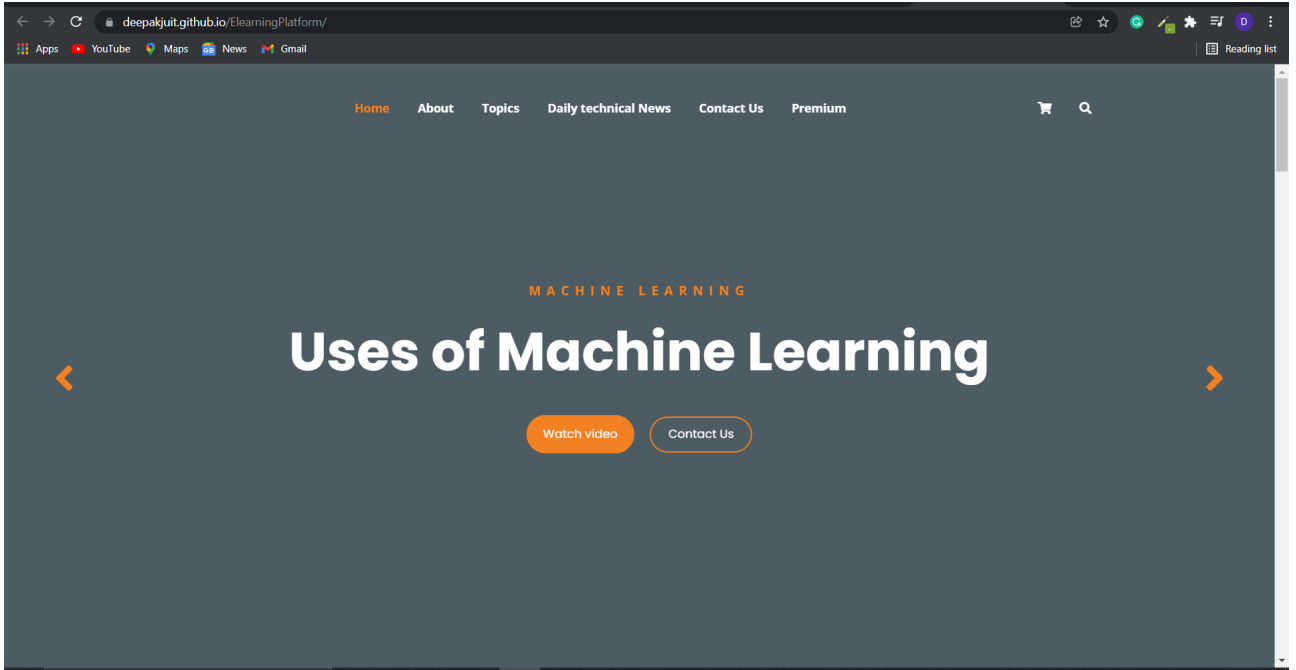 deepakjuit.github.io/ElearningPlatform/
D
Apps YouTube Maps GE News Gmail Reading list
Home About Topics Daily technical News Contact Us Premium
MACHINE LEARNING
Uses of Machine Learning
Watch video Contact Us